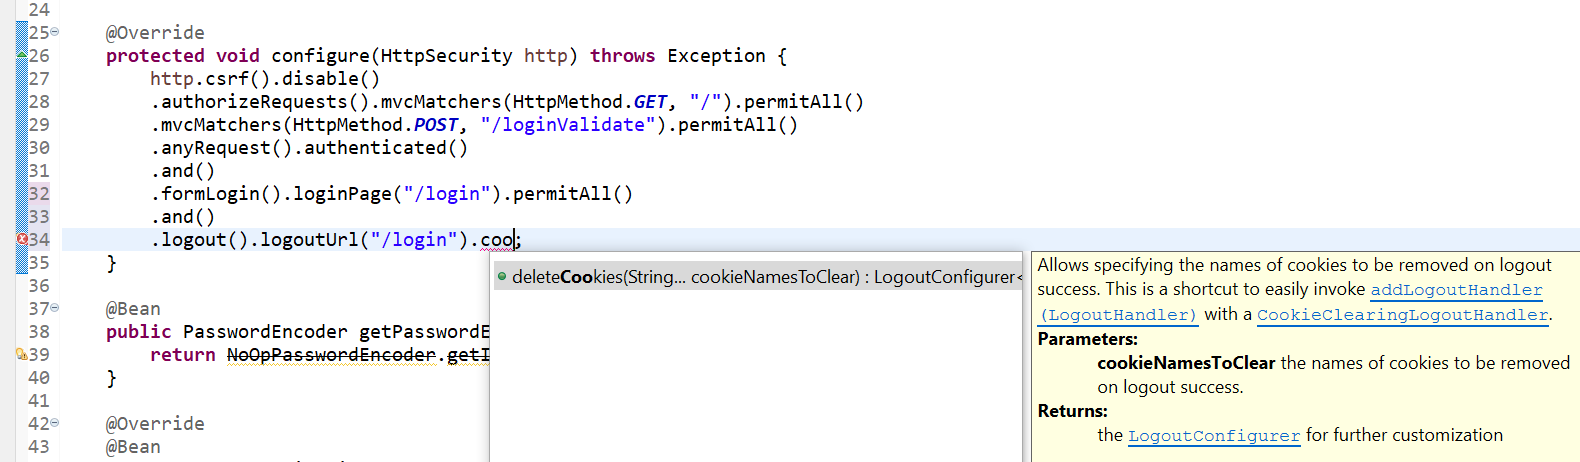 24
25 @Override
26 protected void configure(HttpSecurity http) throws Exception {
27 http.csrf().disable()
28 .authorizeRequests().mvcMatchers(HttpMethod.GET, "/").permitAll()
29 .mvcMatchers(HttpMethod.POST, "/loginValidate").permitAll()
30 .anyRequest().authenticated()
31 .and()
32 .formLogin().loginPage("/login").permitAll()
33 .and()
34 .logout().logoutUrl("/login").coo;
35 }
36
37 @Bean
38 public PasswordEncoder getPasswordE
39 return NoOpPasswordEncoder.getI
40 }
41
42 @Override
43 @Bean
deleteCookies(String... cookieNamesToClear) : LogoutConfigurer<
Allows specifying the names of cookies to be removed on logout
success. This is a shortcut to easily invoke addLogoutHandler
(LogoutHandler) with a CookieClearingLogoutHandler.
Parameters:
cookieNamesToClear the names of cookies to be removed
on logout success.
Returns:
the LogoutConfigurer for further customization